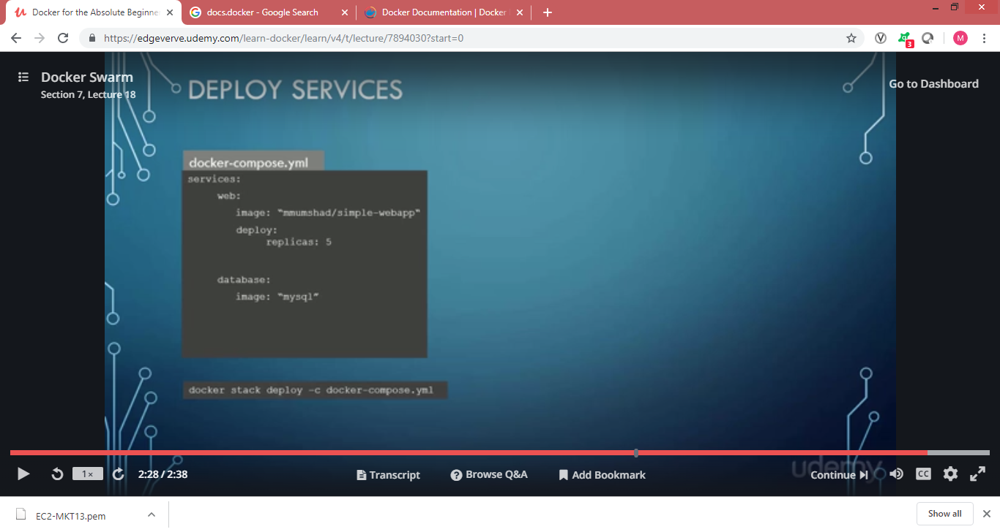 Docker for the Absolute Beginne
docs.docker - Google Search
Docker Documentation | Docker
https://edgeverve.udemy.com/learn-docker/learn/v4/t/lecture/7894030?start=0
3
M
Docker Swarm
Section 7, Lecture 18
Go to Dashboard
DEPLOY SERVICES
docker-compose.yml
services:
web:
image: "mmumshad/simple-webapp"
deploy:
replicas: 5
database:
image: "mysql"
docker stack deploy -c docker-compose.yml
udemy
1×
2:28 / 2:38
Transcript
Browse Q&A
Add Bookmark
Continue
CC
EC2-MKT13.pem
Show all